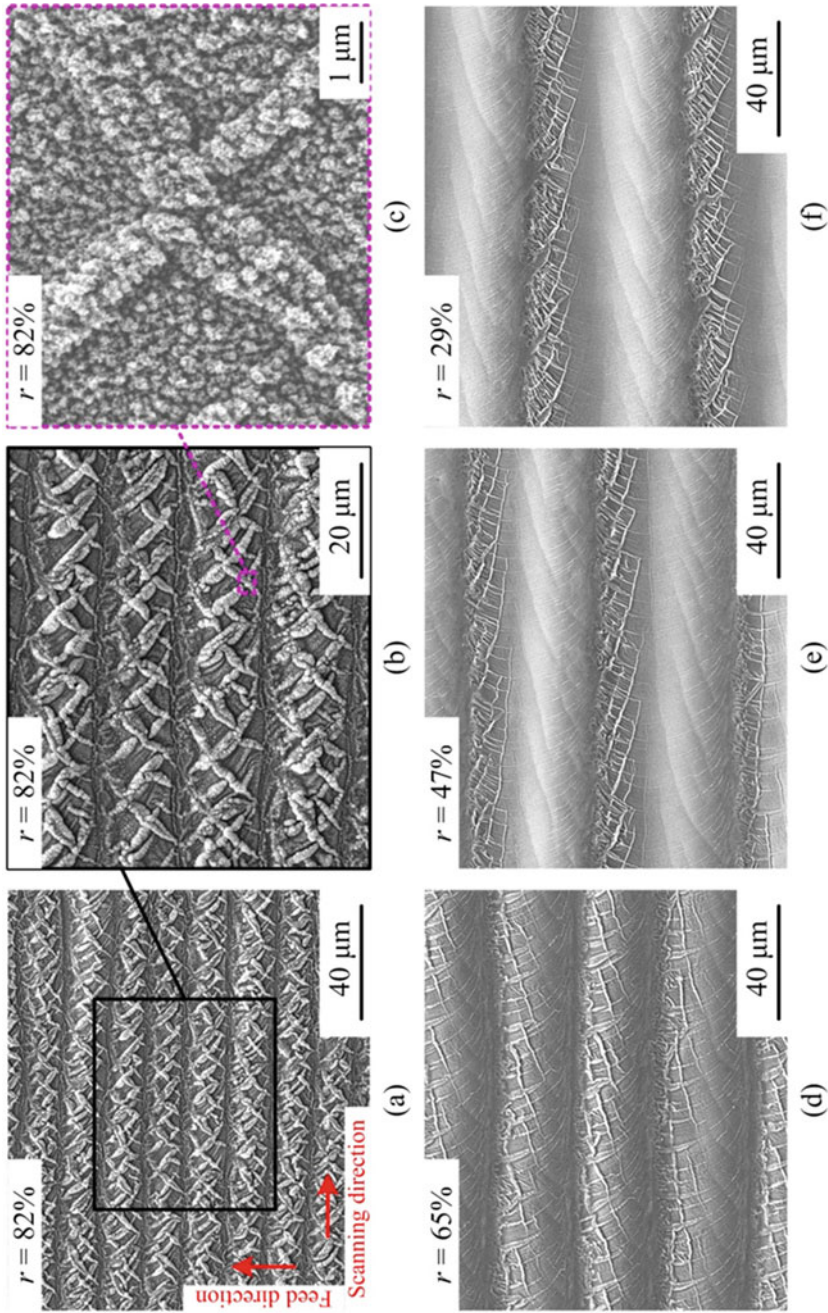 r = 82%
Feed direction
Scanning direction
40 μm
(a)
r = 82%
20 μm
(b)
r = 82%
1 μm
(c)
r = 65%
40 μm
(d)
r = 47%
40 μm
(e)
r = 29%
40 μm
(f)